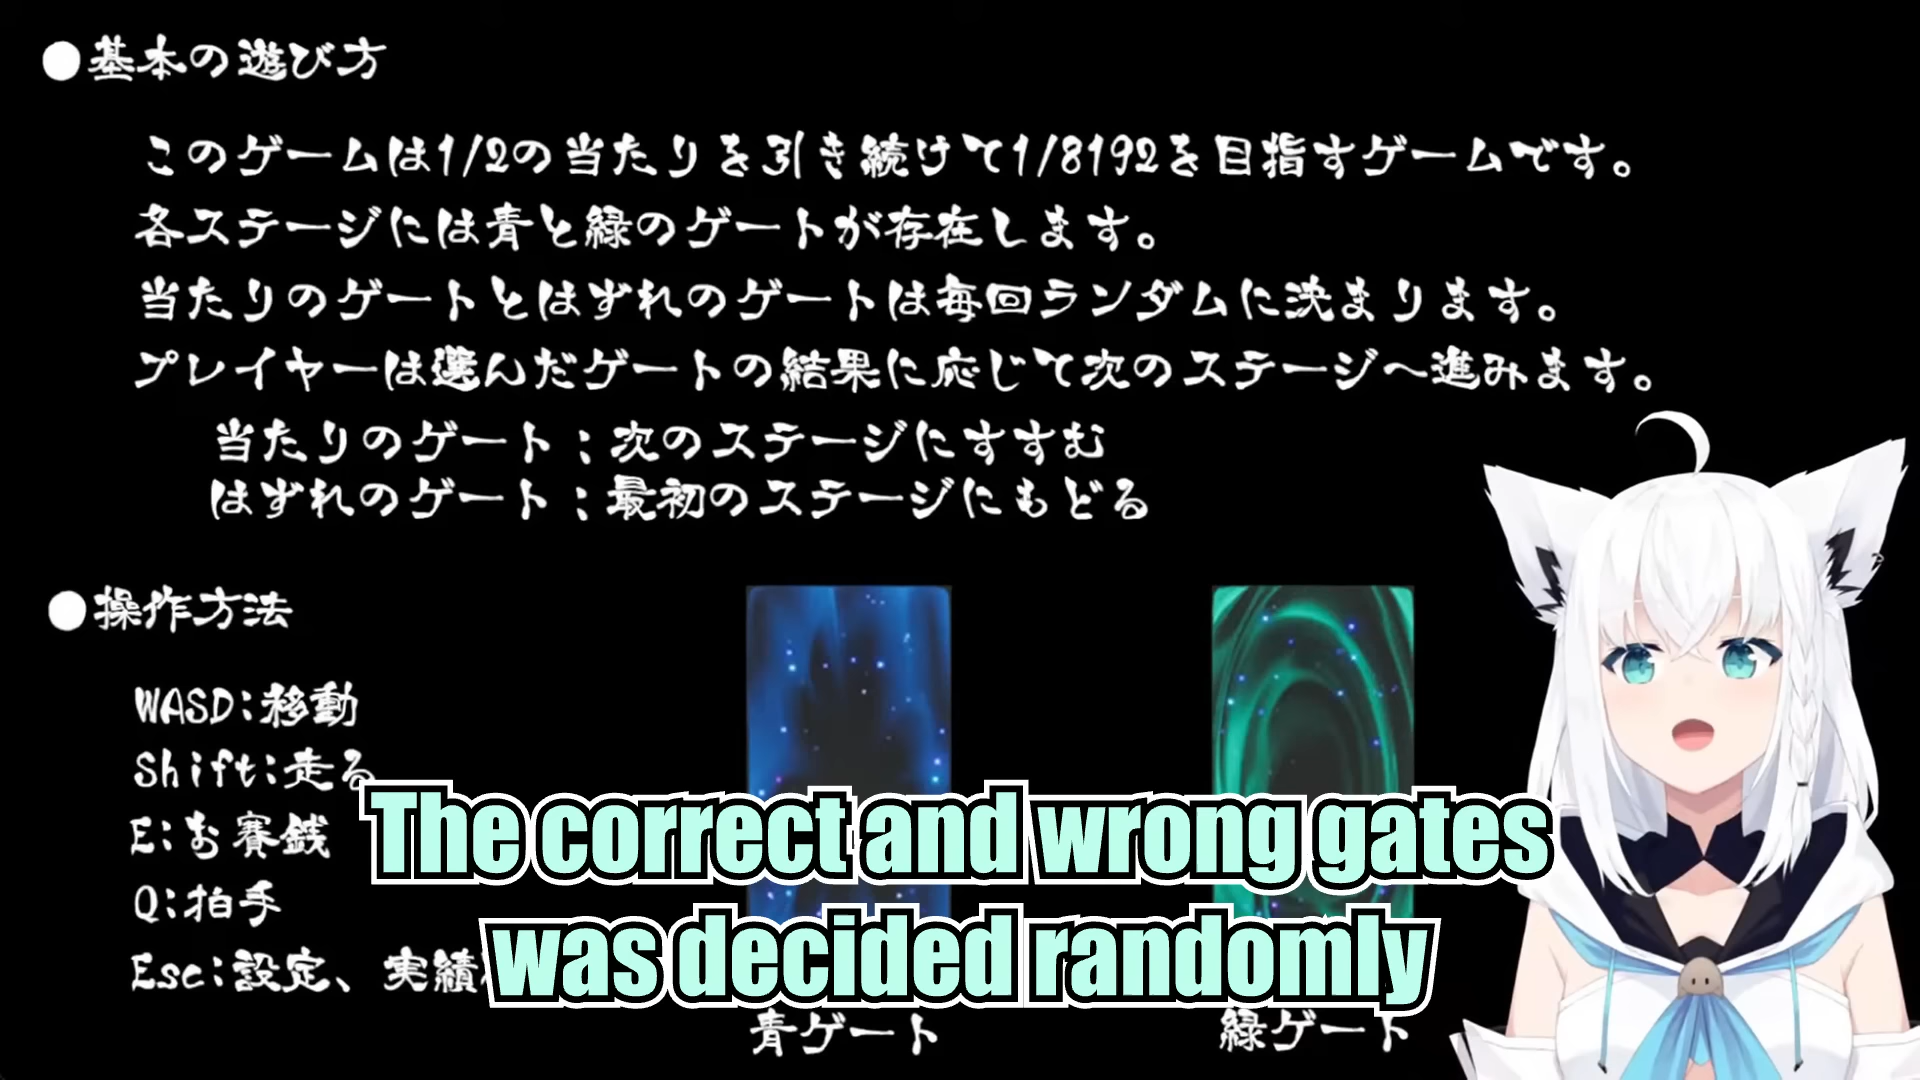 ●基本の遊び方
このゲームは1/2の当たりを引き続けて1/8192を目指すゲームです。
各ステージには青と緑のゲートが存在します。
当たりのゲートとはずれのゲートは毎回ランダムに決まります。
プレイヤーは選んだゲートの結果に応じて次のステージへ進みます。
当たりのゲート：次のステージにすすむ
はずれのゲート：最初のステージにもどる
●操作方法
WASD:移動
Shift:走る
E:お賽銭
Q:拍手
Esc:設定、実績
The correct and wrong gates
was decided randomly
青ゲート
緑ゲート